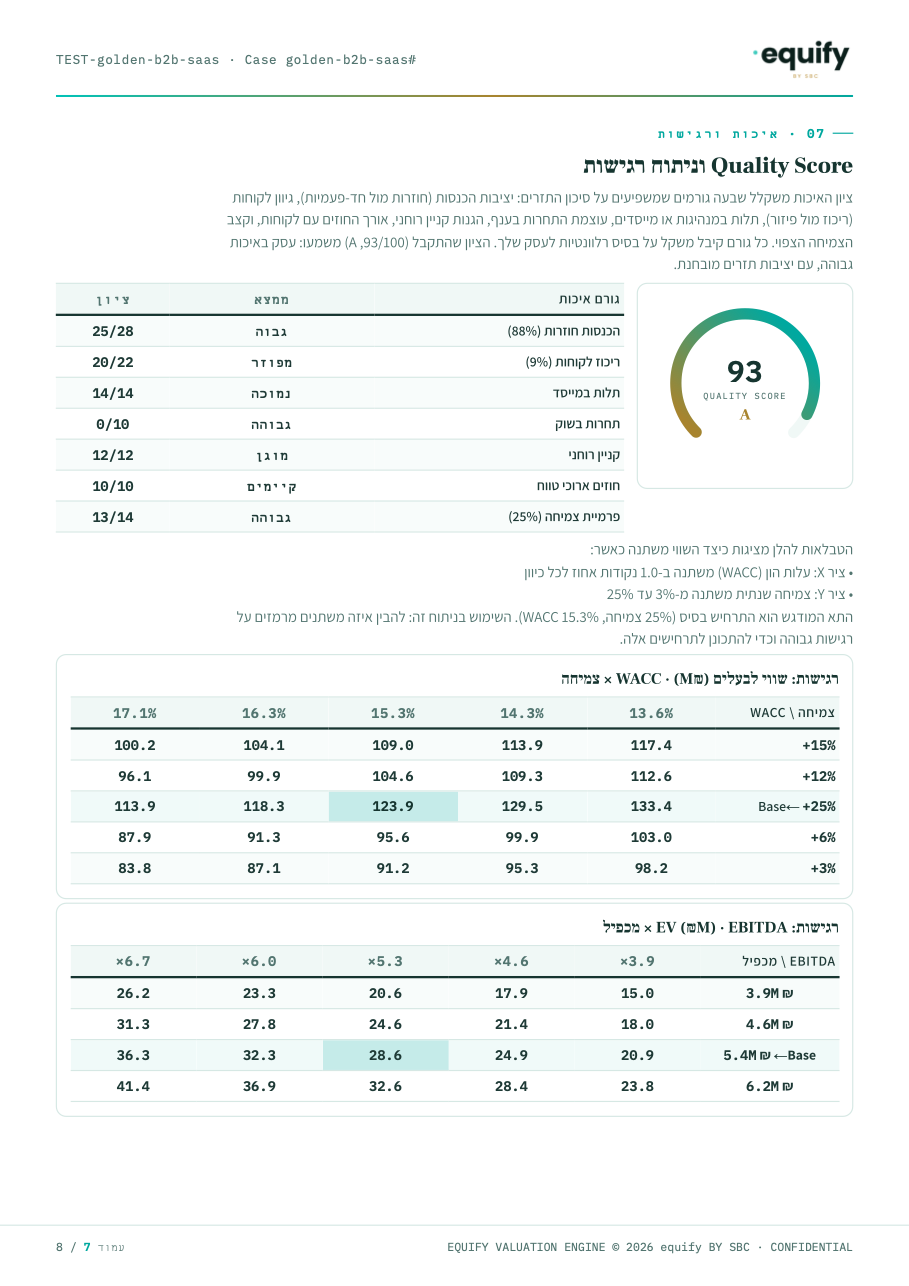 TEST-golden-b2b-saas · Case golden-b2b-saas#
equify
BY SBC
07 · איכות ורגישות
Quality Score וניתוח רגישות
ציון האיכות משקלל שבעה גורמים שמשפיעים על סיכון התזרים: יציבות הכנסות (חוזרות מול חד-פעמיות), גיוון לקוחות
(ריכוז מול פיזור), תלות במנהיגות או מייסדים, עוצמת התחרות בענף, הגנות קניין רוחני, אורך החוזים עם לקוחות, וקצב
הצמיחה הצפוי. כל גורם קיבל משקל על בסיס רלוונטיות לעסק שלך. הציון שהתקבל (93/100, A) משמעו: עסק באיכות
גבוהה, עם יציבות תזרים מובחנת.
93
QUALITY SCORE
A
גורם איכות ממצא ציון
הכנסות חוזרות (88%) גבוה 25/28
ריכוז לקוחות (9%) מפוזר 20/22
תלות במייסד נמוכה 14/14
תחרות בשוק גבוהה 0/10
קניין רוחני מוגן 12/12
חוזים ארוכי טווח קיימים 10/10
פרמיית צמיחה (25%) גבוהה 13/14
הטבלאות להלן מציגות כיצד השווי משתנה כאשר:
• ציר X: עלות הון (WACC) משתנה ב-1.0 נקודות אחוז לכל כיוון
• ציר Y: צמיחה שנתית משתנה מ-3% עד 25%
התא המודגש הוא התרחיש בסיס (25% צמיחה, WACC 15.3%). השימוש בניתוח זה: להבין איזה משתנים מרמזים על
רגישות גבוהה וכדי להתכונן לתרחישים אלה.
רגישות: שווי לבעלים (₪M) · WACC × צמיחה
צמיחה \ WACC 13.6% 14.3% 15.3% 16.3% 17.1%
+15% 117.4 113.9 109.0 104.1 100.2
+12% 112.6 109.3 104.6 99.9 96.1
+25% ←Base 133.4 129.5 123.9 118.3 113.9
+6% 103.0 99.9 95.6 91.3 87.9
+3% 98.2 95.3 91.2 87.1 83.8
רגישות: EV (₪M) · EBITDA × מכפיל
EBITDA \ מכפיל ×3.9 ×4.6 ×5.3 ×6.0 ×6.7
₪ 3.9M 15.0 17.9 20.6 23.3 26.2
₪ 4.6M 18.0 21.4 24.6 27.8 31.3
₪ 5.4M ←Base 20.9 24.9 28.6 32.3 36.3
₪ 6.2M 23.8 28.4 32.6 36.9 41.4
עמוד 7 / 8
EQUIFY VALUATION ENGINE © 2026 equify BY SBC · CONFIDENTIAL